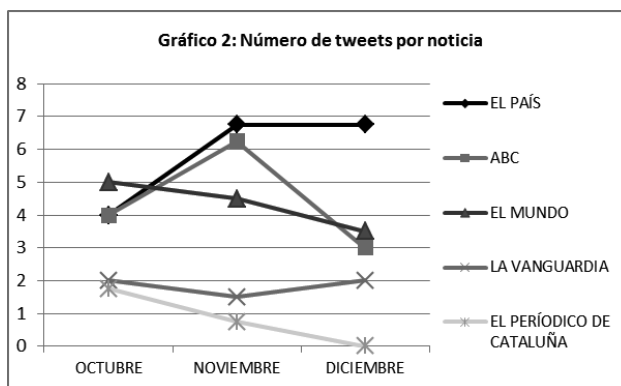 Gráfico 2: Número de tweets por noticia
8
7
6
5
4
3
2
1
0
OCTUBRE NOVIEMBRE DICIEMBRE
EL PAÍS
ABC
EL MUNDO
LA VANGUARDIA
EL PERÍODICO DE
CATALUÑA